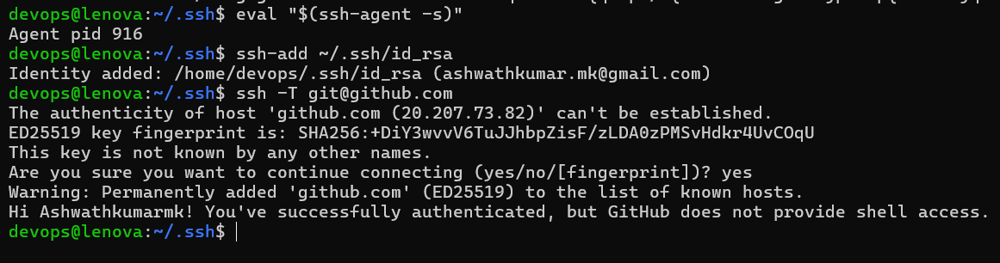 devops@lenova:~/.ssh$ eval "$(ssh-agent -s)"
Agent pid 916
devops@lenova:~/.ssh$ ssh-add ~/.ssh/id_rsa
Identity added: /home/devops/.ssh/id_rsa (ashwathkumar.mk@gmail.com)
devops@lenova:~/.ssh$ ssh -T git@github.com
The authenticity of host 'github.com (20.207.73.82)' can't be established.
ED25519 key fingerprint is: SHA256:+DiY3wvvV6TuJJhbpZisF/zLDA0zPMSvHdkr4UvCOqU
This key is not known by any other names.
Are you sure you want to continue connecting (yes/no/[fingerprint])? yes
Warning: Permanently added 'github.com' (ED25519) to the list of known hosts.
Hi Ashwathkumarmk! You've successfully authenticated, but GitHub does not provide shell access.
devops@lenova:~/.ssh$